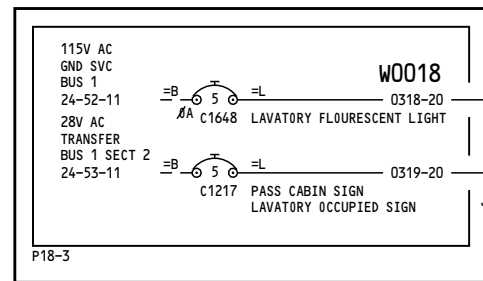 115V AC
GND SVC
BUS 1
24-52-11
=B 5 =L
W0018
0318-20
ØA C1648 LAVATORY FLOURESCENT LIGHT
28V AC
TRANSFER
BUS 1 SECT 2
24-53-11
=B 5 =L
0319-20
C1217 PASS CABIN SIGN
LAVATORY OCCUPIED SIGN
P18-3